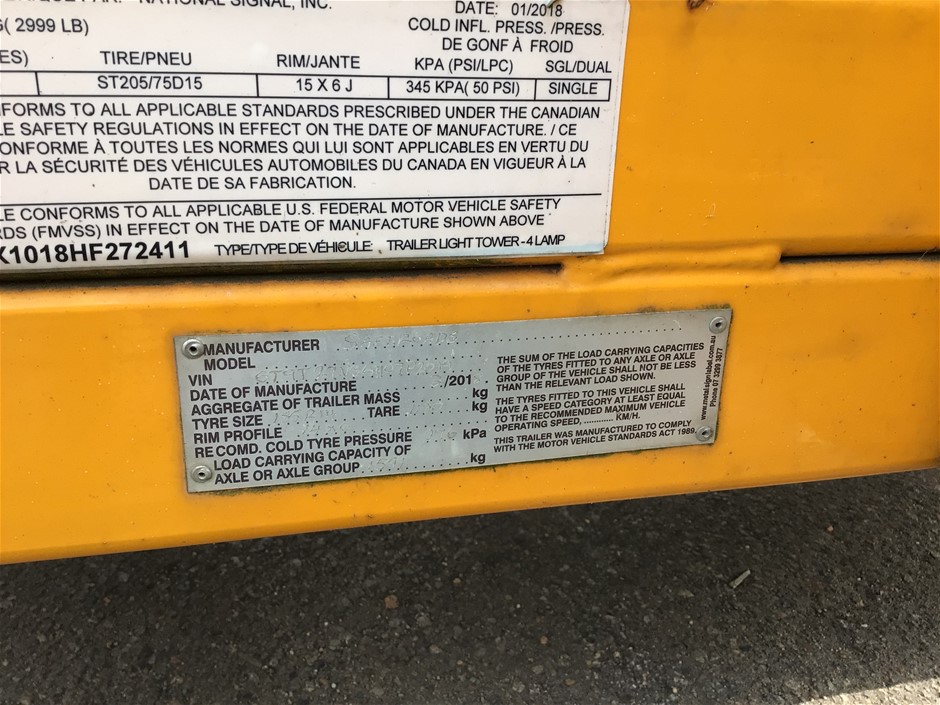 NATIONAL SIGNAL, INC.
DATE: 01/2018
( 2999 LB)
COLD INFL. PRESS. /PRESS.
DE GONF À FROID
TIRE/PNEU RIM/JANTE KPA (PSI/LPC) SGL/DUAL
ST205/75D15 15 X 6 J 345 KPA( 50 PSI) SINGLE
FORMS TO ALL APPLICABLE STANDARDS PRESCRIBED UNDER THE CANADIAN
LE SAFETY REGULATIONS IN EFFECT ON THE DATE OF MANUFACTURE. / CE
ONFORME À TOUTES LES NORMES QUI LUI SONT APPLICABLES EN VERTU DU
R LA SÉCURITÉ DES VÉHICULES AUTOMOBILES DU CANADA EN VIGUEUR À LA
DATE DE SA FABRICATION.
LE CONFORMS TO ALL APPLICABLE U.S. FEDERAL MOTOR VEHICLE SAFETY
RDS (FMVSS) IN EFFECT ON THE DATE OF MANUFACTURE SHOWN ABOVE
X1018HF272411 TYPE/TYPE DE VÉHICULE: TRAILER LIGHT TOWER - 4 LAMP
MANUFACTURER
MODEL
VIN
DATE OF MANUFACTURE /201
AGGREGATE OF TRAILER MASS kg
TYRE SIZE TARE kg
RIM PROFILE
RECOMD. COLD TYRE PRESSURE kPa
LOAD CARRYING CAPACITY OF
AXLE OR AXLE GROUP kg
THE SUM OF THE LOAD CARRYING CAPACITIES
OF THE TYRES FITTED TO ANY AXLE OR AXLE
GROUP OF THE VEHICLE SHALL NOT BE LESS
THAN THE RELEVANT LOAD SHOWN.
THE TYRES FITTED TO THIS VEHICLE SHALL
HAVE A SPEED CATEGORY AT LEAST EQUAL
TO THE RECOMMENDED MAXIMUM VEHICLE
OPERATING SPEED, ............ KM/H.
THIS TRAILER WAS MANUFACTURED TO COMPLY
WITH THE MOTOR VEHICLE STANDARDS ACT 1989.
www.metalsignlabel.com.au
Phone 07 3289 3877